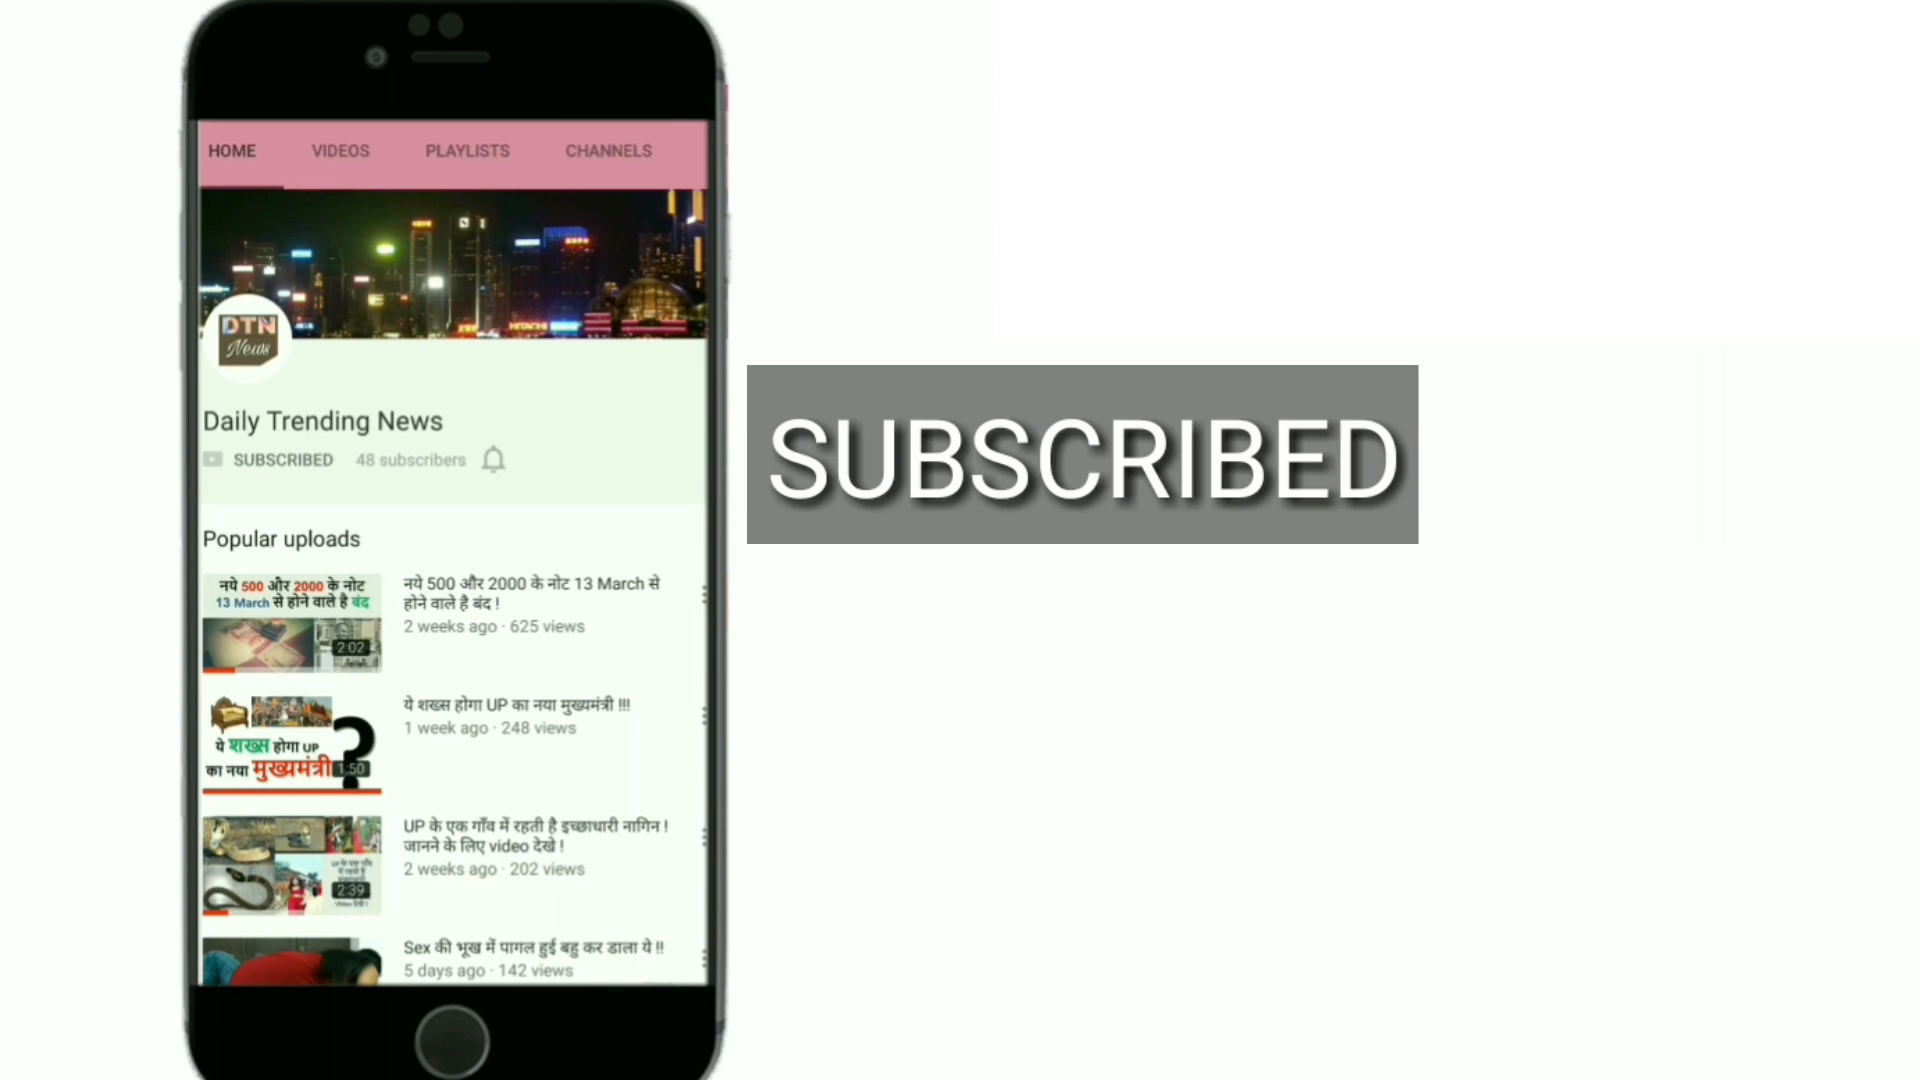 HOME VIDEOS PLAYLISTS CHANNELS
HITACHI
DTN
News
Daily Trending News
SUBSCRIBED 48 subscribers
SUBSCRIBED
Popular uploads
नये 500 और 2000 के नोट
13 March से होने वाले है बंद
2:02
नये 500 और 2000 के नोट 13 March से
होने वाले है बंद !
2 weeks ago · 625 views
ये शख्स होगा UP
का नया मुख्यमंत्री ?
1:50
ये शख्स होगा UP का नया मुख्यमंत्री !!!
1 week ago · 248 views
2:39
UP के एक गाँव में रहती है इच्छाधारी नागिन !
जानने के लिए video देखे !
2 weeks ago · 202 views
Sex की भूख में पागल हुई बहु कर डाला ये !!
5 days ago · 142 views